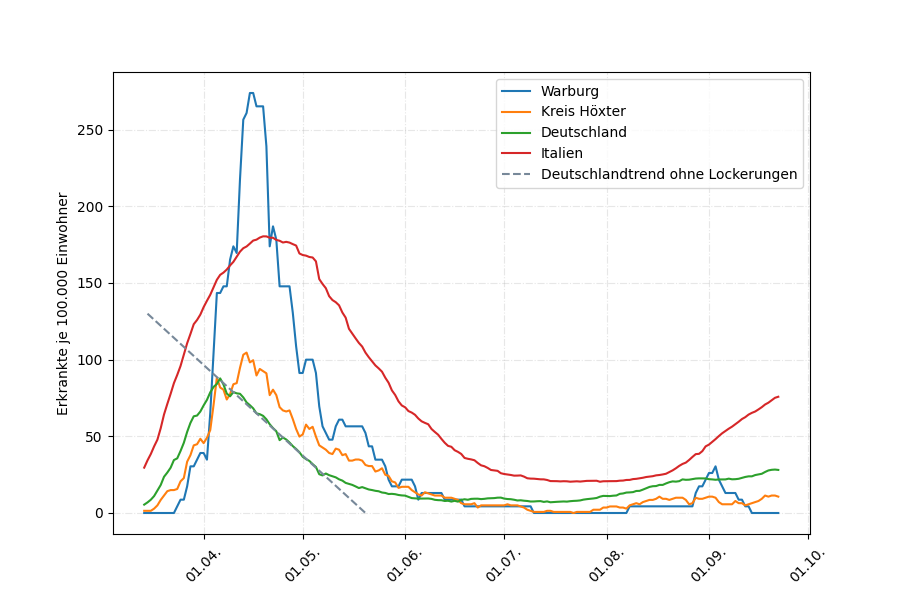 Warburg
Kreis Höxter
Deutschland
Italien
Deutschlandtrend ohne Lockerungen
Erkrankte je 100.000 Einwohner
250
200
150
100
50
0
01.04.
01.05.
01.06.
01.07.
01.08.
01.09.
01.10.